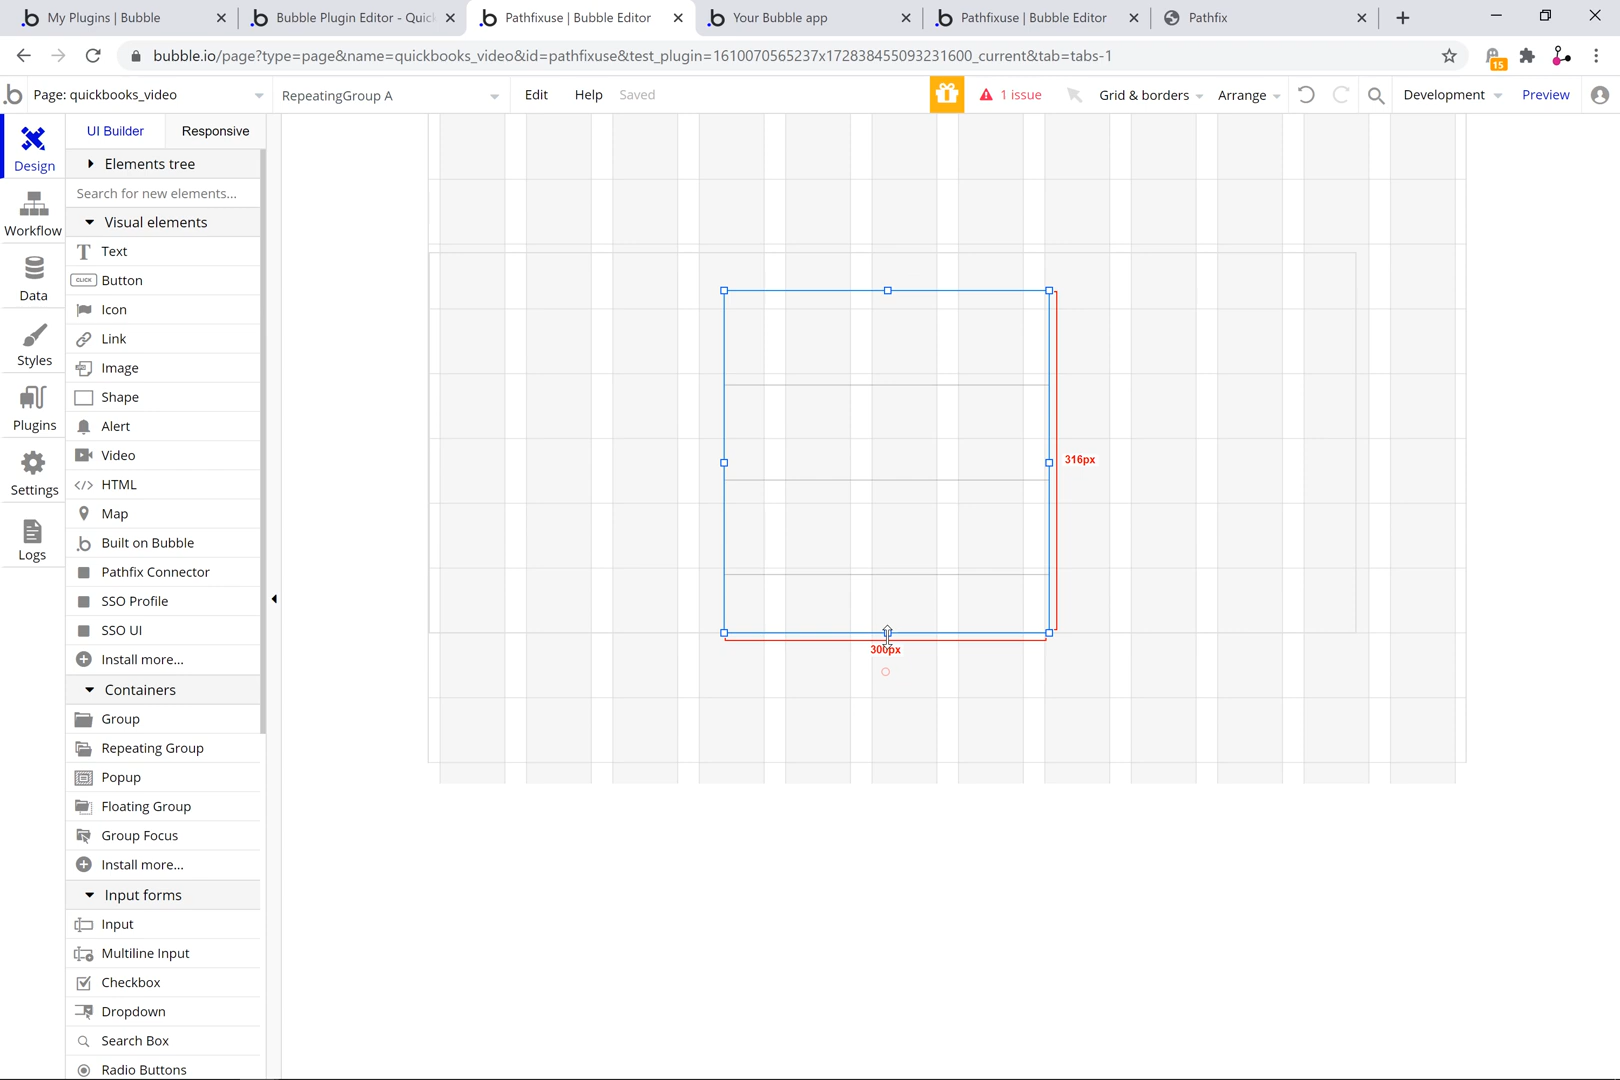 My Plugins | Bubble
Bubble Plugin Editor - Quick
Pathfixuse | Bubble Editor
Your Bubble app
Pathfixuse | Bubble Editor
Pathfix
bubble.io/page?type=page&name=quickbooks_video&id=pathfixuse&test_plugin=1610070565237x172838455093231600_current&tab=tabs-1
15
Page: quickbooks_video
RepeatingGroup A
Edit
Help
Saved
1 issue
Grid & borders
Arrange
Development
Preview
Design
Workflow
Data
Styles
Plugins
Settings
Logs
UI Builder
Responsive
Elements tree
Search for new elements...
Visual elements
Text
CLICK Button
Icon
Link
Image
Shape
Alert
Video
HTML
Map
Built on Bubble
Pathfix Connector
SSO Profile
SSO UI
Install more...
Containers
Group
Repeating Group
Popup
Floating Group
Group Focus
Install more...
Input forms
Input
Multiline Input
Checkbox
Dropdown
Search Box
Radio Buttons
316px
300px